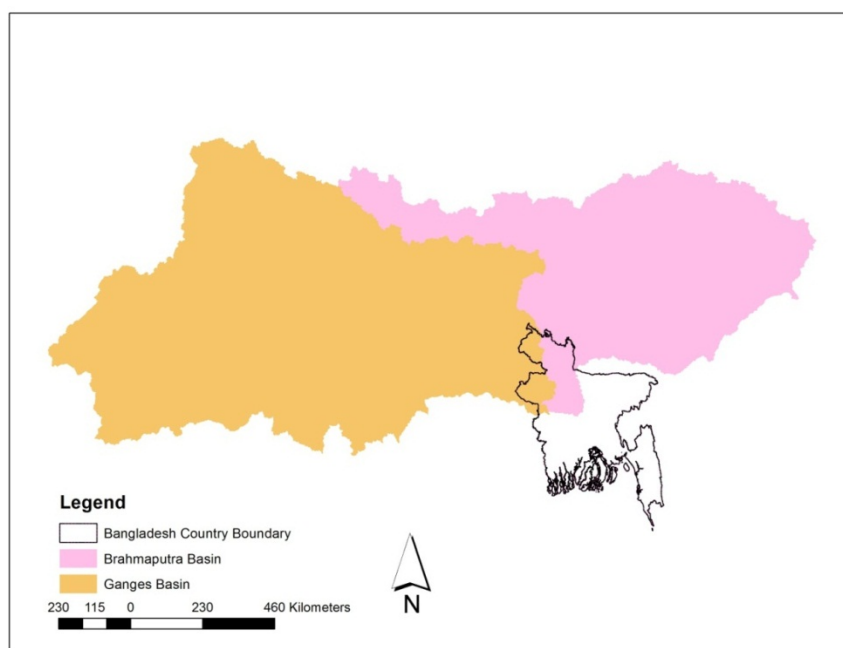 Legend
Bangladesh Country Boundary
Brahmaputra Basin
Ganges Basin
230 115 0 230 460 Kilometers
N